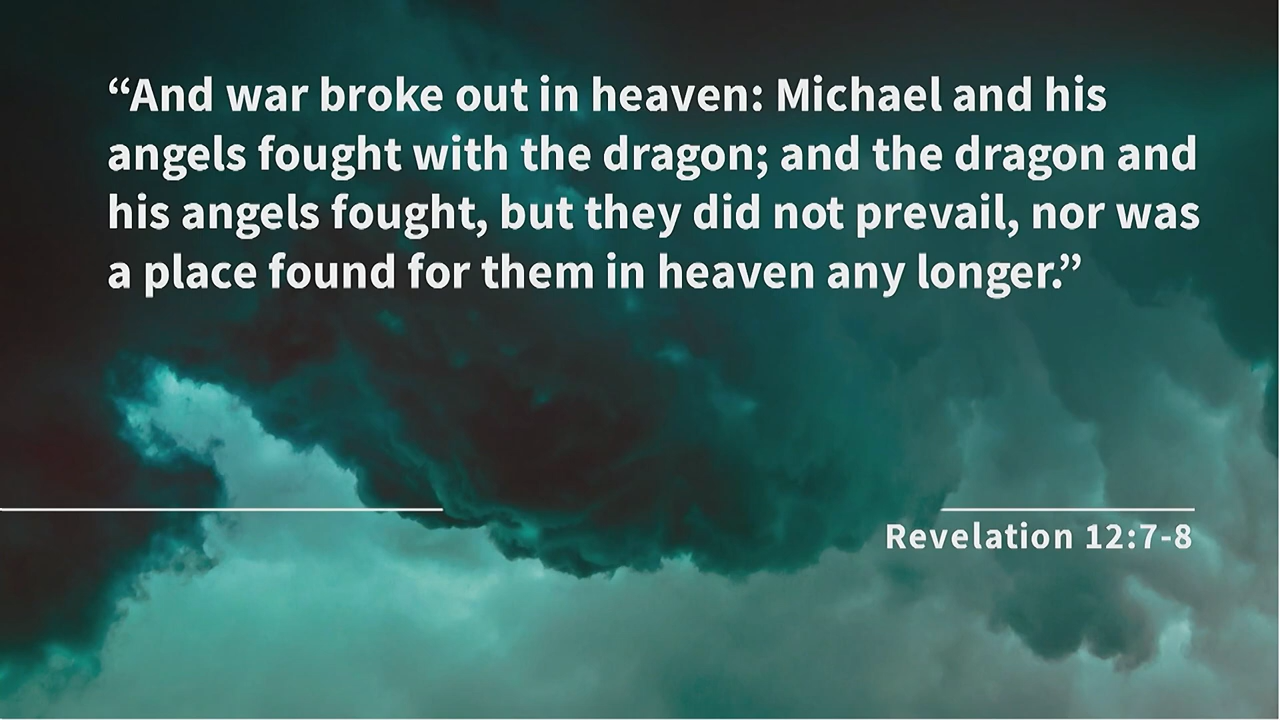 “And war broke out in heaven: Michael and his
angels fought with the dragon; and the dragon and
his angels fought, but they did not prevail, nor was
a place found for them in heaven any longer.”
Revelation 12:7-8